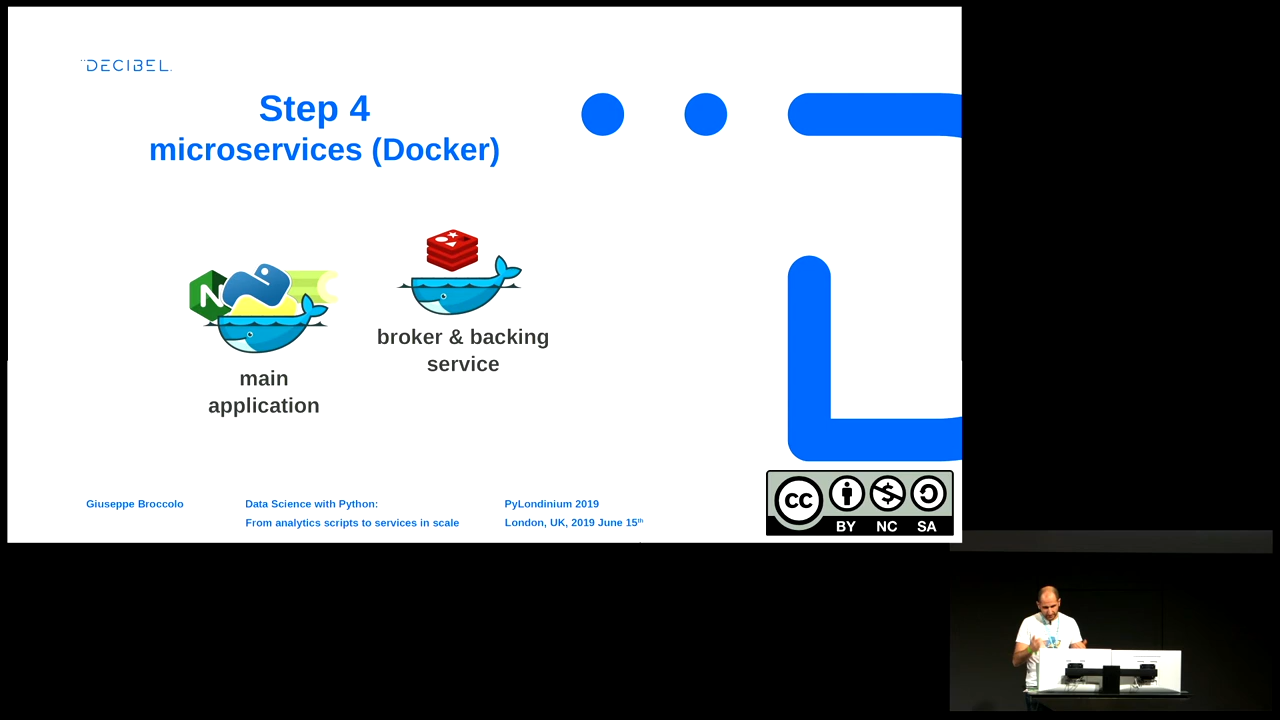 DECIBEL
Step 4
microservices (Docker)
N
broker & backing
service
main
application
Giuseppe Broccolo
Data Science with Python:
From analytics scripts to services in scale
PyLondinium 2019
London, UK, 2019 June 15th
cc
BY NC SA